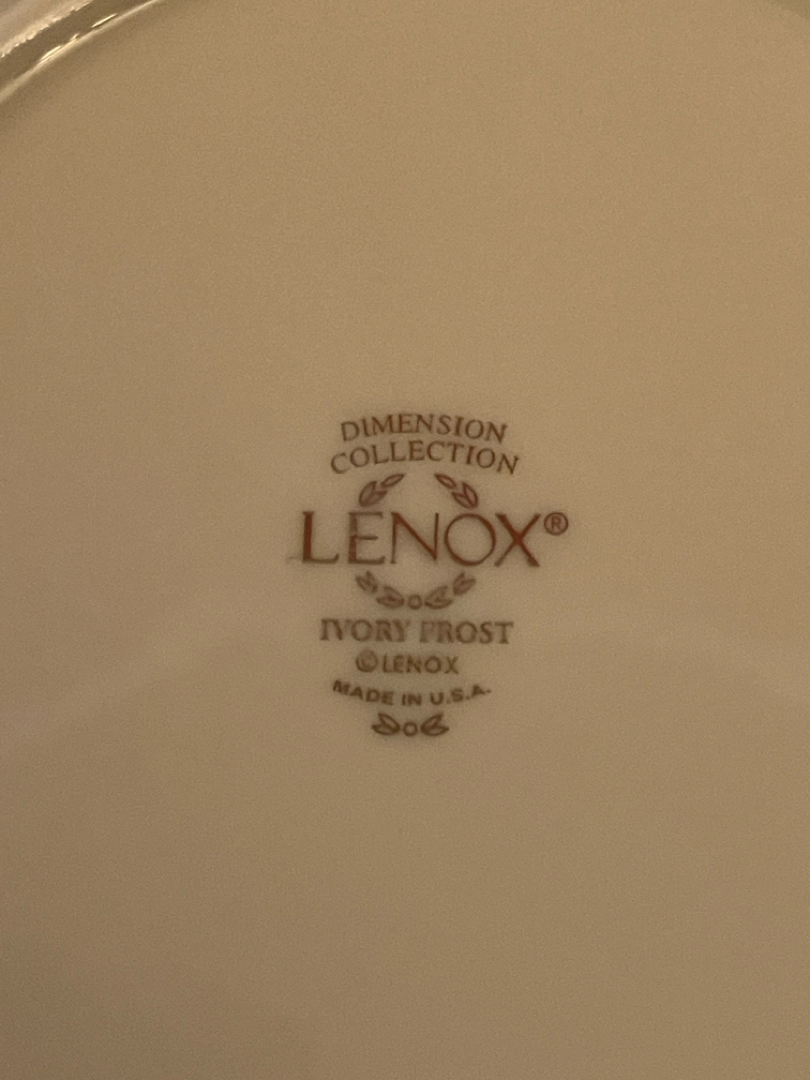 DIMENSION
COLLECTION
LENOX®
IVORY FROST
©LENOX
MADE IN U.S.A.